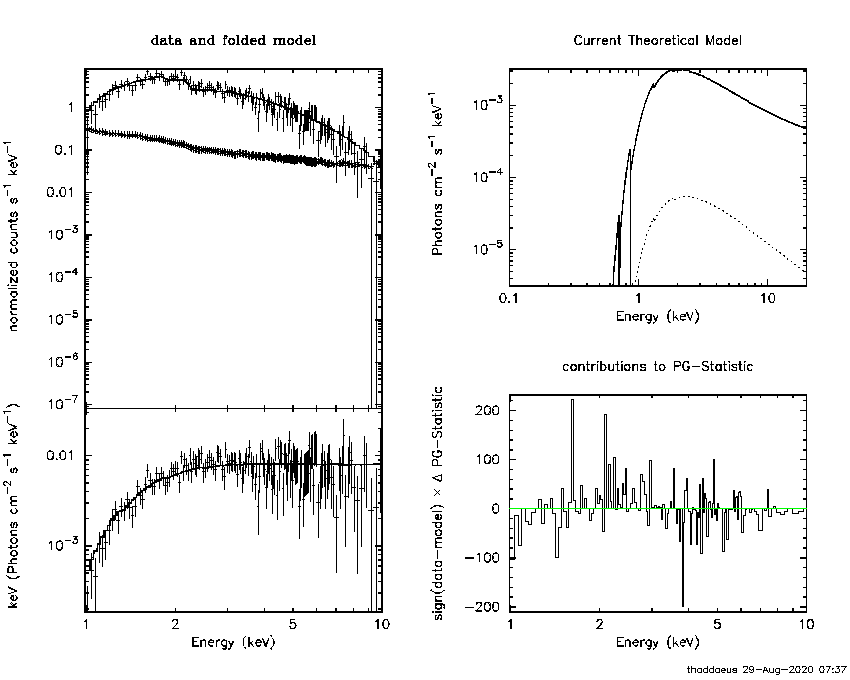 data and folded model
normalized counts s⁻¹ keV⁻¹
1
0.1
0.01
10⁻³
10⁻⁴
10⁻⁵
10⁻⁶
10⁻⁷
keV (Photons cm⁻² s⁻¹ keV⁻¹)
0.01
10⁻³
1 2 5 10
Energy (keV)
Current Theoretical Model
Photons cm⁻² s⁻¹ keV⁻¹
10⁻³
10⁻⁴
10⁻⁵
0.1 1 10
Energy (keV)
contributions to PG-Statistic
sign(data-model) × Δ PG-Statistic
200
100
0
-100
-200
1 2 5 10
Energy (keV)
thaddaeus 29-Aug-2020 07:37